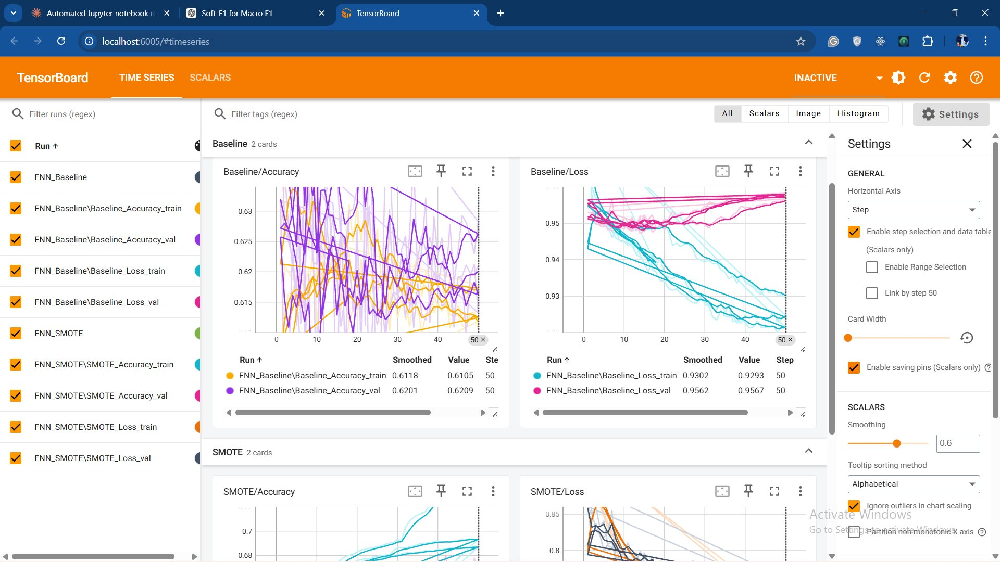 Automated Jupyter notebook re
Soft-F1 for Macro F1
TensorBoard
localhost:6005/#timeseries
TensorBoard
TIME SERIES
SCALARS
INACTIVE
Filter runs (regex)
Filter tags (regex)
All
Scalars
Image
Histogram
Settings
Run
FNN_Baseline
FNN_Baseline\Baseline_Accuracy_train
FNN_Baseline\Baseline_Accuracy_val
FNN_Baseline\Baseline_Loss_train
FNN_Baseline\Baseline_Loss_val
FNN_SMOTE
FNN_SMOTE\SMOTE_Accuracy_train
FNN_SMOTE\SMOTE_Accuracy_val
FNN_SMOTE\SMOTE_Loss_train
FNN_SMOTE\SMOTE_Loss_val
Baseline 2 cards
Baseline/Accuracy
0.63
0.625
0.62
0.615
0 10 20 30 40 50
Run ↑ Smoothed Value Ste
FNN_Baseline\Baseline_Accuracy_train 0.6118 0.6105 50
FNN_Baseline\Baseline_Accuracy_val 0.6201 0.6209 50
Baseline/Loss
0.95
0.94
0.93
0 10 20 30 40 50
Run ↑ Smoothed Value Step
FNN_Baseline\Baseline_Loss_train 0.9302 0.9293 50
FNN_Baseline\Baseline_Loss_val 0.9562 0.9567 50
SMOTE 2 cards
SMOTE/Accuracy
0.72
0.7
0.68
SMOTE/Loss
0.85
0.8
Settings
GENERAL
Horizontal Axis
Step
Enable step selection and data table
(Scalars only)
Enable Range Selection
Link by step 50
Card Width
Enable saving pins (Scalars only)
SCALARS
Smoothing
0.6
Tooltip sorting method
Alphabetical
Ignore outliers in chart scaling
Partition non-monotonic X axis
Activate Windows
Go to Settings to activate Windows.